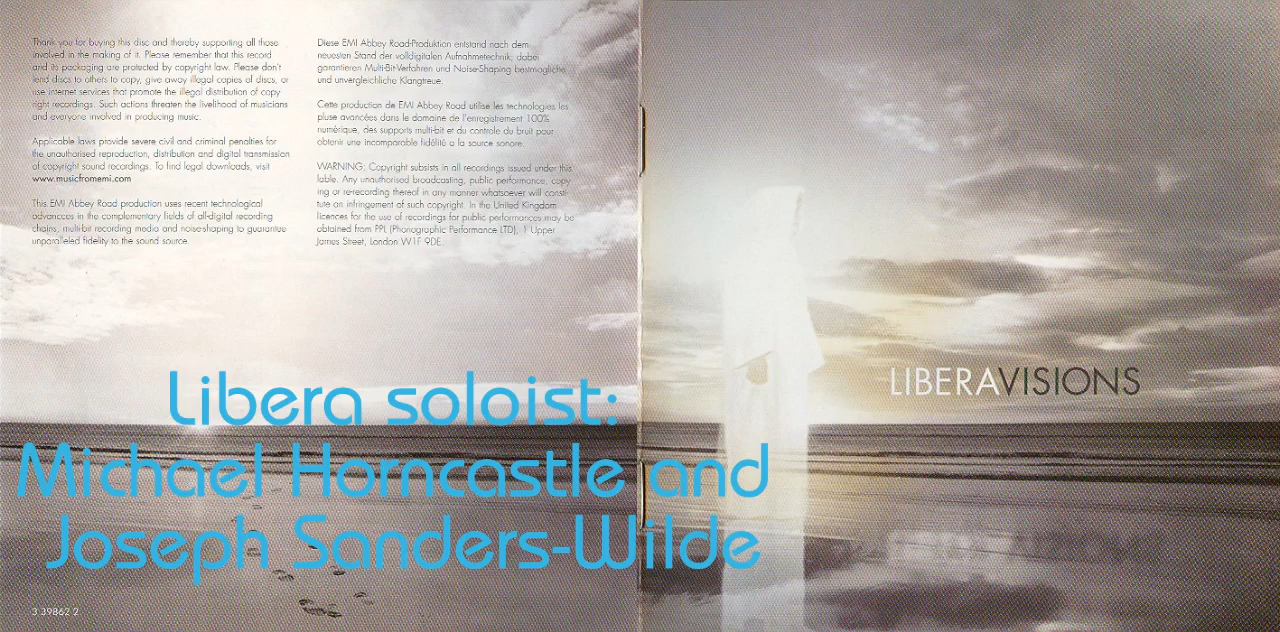 Thank you for buying this disc and thereby supporting all those
involved in the making of it. Please remember that this record
and its packaging are protected by copyright law. Please don't
lend discs to others to copy, give away illegal copies of discs, or
use internet services that promote the illegal distribution of copy
right recordings. Such actions threaten the livelihood of musicians
and everyone involved in producing music.
Applicable laws provide severe civil and criminal penalties for
the unauthorised reproduction, distribution and digital transmission
of copyright sound recordings. To find legal downloads, visit
www.musicfromemi.com
This EMI Abbey Road production uses recent technological
advancces in the complementary fields of all-digital recording
chains, multi-bit recording media and noise-shaping to guarantee
unparalleled fidelity to the sound source.
Diese EMI Abbey Road-Produktion entstand nach dem
neuesten Stand der volldigitalen Aufnahmetechnik, dabei
garantieren Multi-Bit-Verfahren und Noise-Shaping bestmogliche
und unvergleichliche Klangtreue.
Cette production de EMI Abbey Road utilise les technologies les
pluse avancées dans le domaine de l'enregistrement 100%
numérique, des supports multi-bit et du controle du bruit pour
obtenir une incomparable fidélité a la source sonore.
WARNING: Copyright subsists in all recordings issued under this
lable. Any unauthorised broadcasting, public performance, copy
ing or re-recording thereof in any manner whatsoever will consti-
tute an infringement of such copyright. In the United Kingdom
licences for the use of recordings for public performances may be
obtained from PPL (Phonographic Performance LTD), 1 Upper
James Street, London W1F 9DE.
LIBERAVISIONS
Libera soloist:
Michael Horncastle and
Joseph Sanders-Wilde
3 39862 2